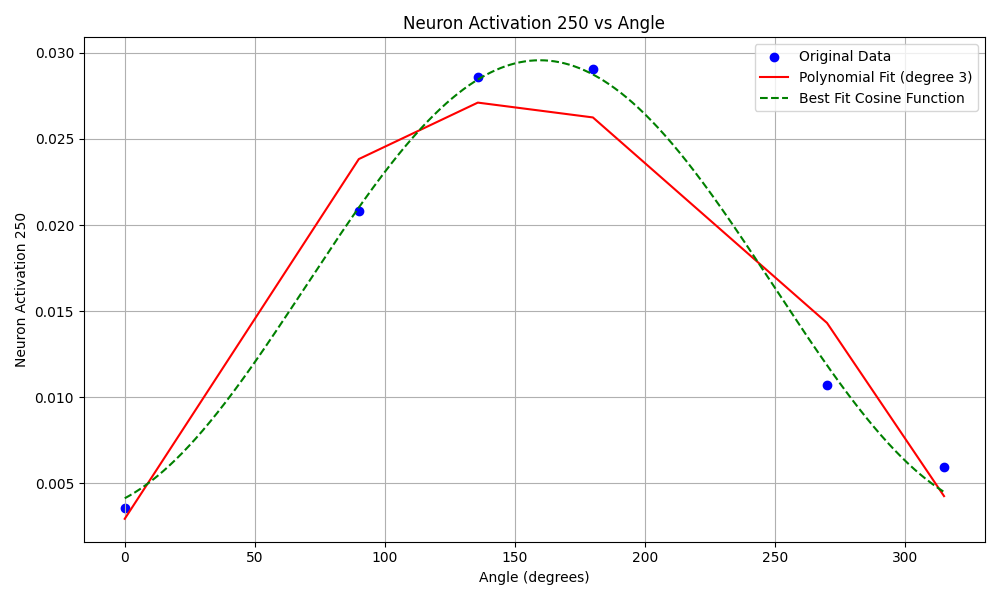 Neuron Activation 250 vs Angle
Original Data
Polynomial Fit (degree 3)
Best Fit Cosine Function
Neuron Activation 250
0.030
0.025
0.020
0.015
0.010
0.005
0
50
100
150
200
250
300
Angle (degrees)